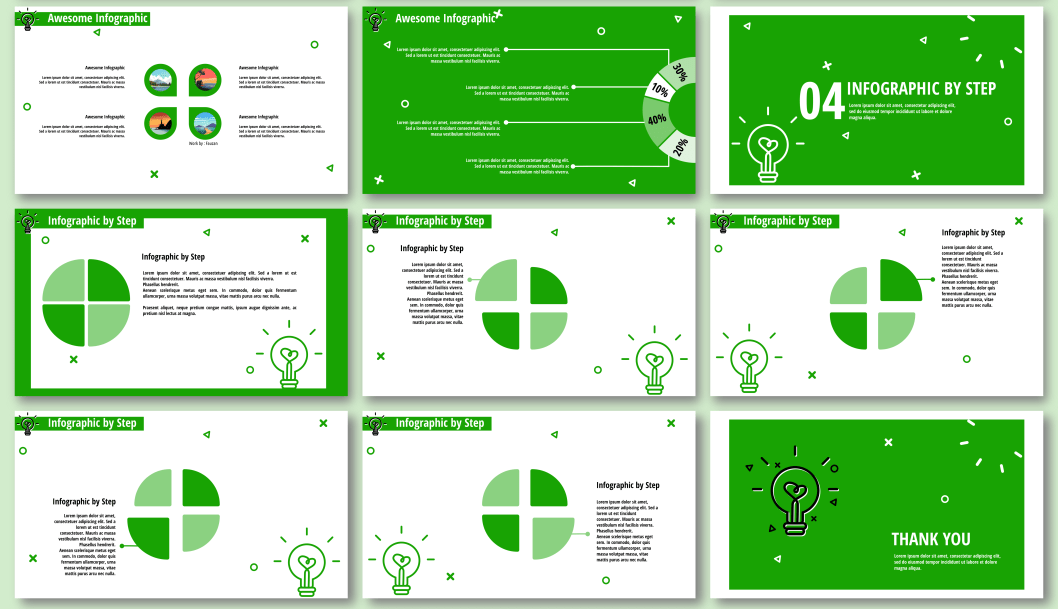 Awesome Infographic
Awesome Infographic
Lorem ipsum dolor sit amet, consectetuer adipiscing elit.
Sed a lorem ut est tincidunt consectetuer. Mauris ac massa
vestibulum nisl facilisis viverra.
Awesome Infographic
Lorem ipsum dolor sit amet, consectetuer adipiscing elit.
Sed a lorem ut est tincidunt consectetuer. Mauris ac massa
vestibulum nisl facilisis viverra.
Awesome Infographic
Lorem ipsum dolor sit amet, consectetuer adipiscing elit.
Sed a lorem ut est tincidunt consectetuer. Mauris ac massa
vestibulum nisl facilisis viverra.
Awesome Infographic
Lorem ipsum dolor sit amet, consectetuer adipiscing elit.
Sed a lorem ut est tincidunt consectetuer. Mauris ac massa
vestibulum nisl facilisis viverra.
Work by : Fauzan
Awesome Infographic
Lorem ipsum dolor sit amet, consectetuer adipiscing elit.
Sed a lorem ut est tincidunt consectetuer. Mauris ac
massa vestibulum nisl facilisis viverra.
30%
Lorem ipsum dolor sit amet, consectetuer adipiscing elit.
Sed a lorem ut est tincidunt consectetuer. Mauris ac
massa vestibulum nisl facilisis viverra.
10%
Lorem ipsum dolor sit amet, consectetuer adipiscing elit.
Sed a lorem ut est tincidunt consectetuer. Mauris ac
massa vestibulum nisl facilisis viverra.
40%
Lorem ipsum dolor sit amet, consectetuer adipiscing elit.
Sed a lorem ut est tincidunt consectetuer. Mauris ac
massa vestibulum nisl facilisis viverra.
20%
04
INFOGRAPHIC BY STEP
Lorem ipsum dolor sit amet, consectetuer adipiscing elit,
sed do eiusmod tempor incididunt ut labore et dolore
magna aliqua.
Infographic by Step
Infographic by Step
Lorem ipsum dolor sit amet, consectetuer adipiscing elit. Sed a lorem ut est
tincidunt consectetuer. Mauris ac massa vestibulum nisl facilisis viverra.
Phasellus hendrerit.
Aenean scelerisque metus eget sem. In commodo, dolor quis fermentum
ullamcorper, urna massa volutpat massa, vitae mattis purus arcu nec nulla.
Praesent aliquet, neque pretium congue mattis, ipsum augue dignissim ante, ac
pretium nisl lectus at magna.
Infographic by Step
Infographic by Step
Lorem ipsum dolor sit amet,
consectetuer adipiscing elit. Sed a
lorem ut est tincidunt
consectetuer. Mauris ac massa
vestibulum nisl facilisis viverra.
Phasellus hendrerit.
Aenean scelerisque metus eget
sem. In commodo, dolor quis
fermentum ullamcorper, urna
massa volutpat massa, vitae
mattis purus arcu nec nulla.
Infographic by Step
Infographic by Step
Lorem ipsum dolor sit amet,
consectetuer adipiscing elit. Sed a
lorem ut est tincidunt
consectetuer. Mauris ac massa
vestibulum nisl facilisis viverra.
Phasellus hendrerit.
Aenean scelerisque metus eget
sem. In commodo, dolor quis
fermentum ullamcorper, urna
massa volutpat massa, vitae
mattis purus arcu nec nulla.
Infographic by Step
Infographic by Step
Lorem ipsum dolor sit amet,
consectetuer adipiscing elit. Sed a
lorem ut est tincidunt
consectetuer. Mauris ac massa
vestibulum nisl facilisis viverra.
Phasellus hendrerit.
Aenean scelerisque metus eget
sem. In commodo, dolor quis
fermentum ullamcorper, urna
massa volutpat massa, vitae
mattis purus arcu nec nulla.
Infographic by Step
Infographic by Step
Lorem ipsum dolor sit amet,
consectetuer adipiscing elit. Sed a
lorem ut est tincidunt
consectetuer. Mauris ac massa
vestibulum nisl facilisis viverra.
Phasellus hendrerit.
Aenean scelerisque metus eget
sem. In commodo, dolor quis
fermentum ullamcorper, urna
massa volutpat massa, vitae
mattis purus arcu nec nulla.
THANK YOU
Lorem ipsum dolor sit amet, consectetuer adipiscing elit,
sed do eiusmod tempor incididunt ut labore et dolore
magna aliqua.